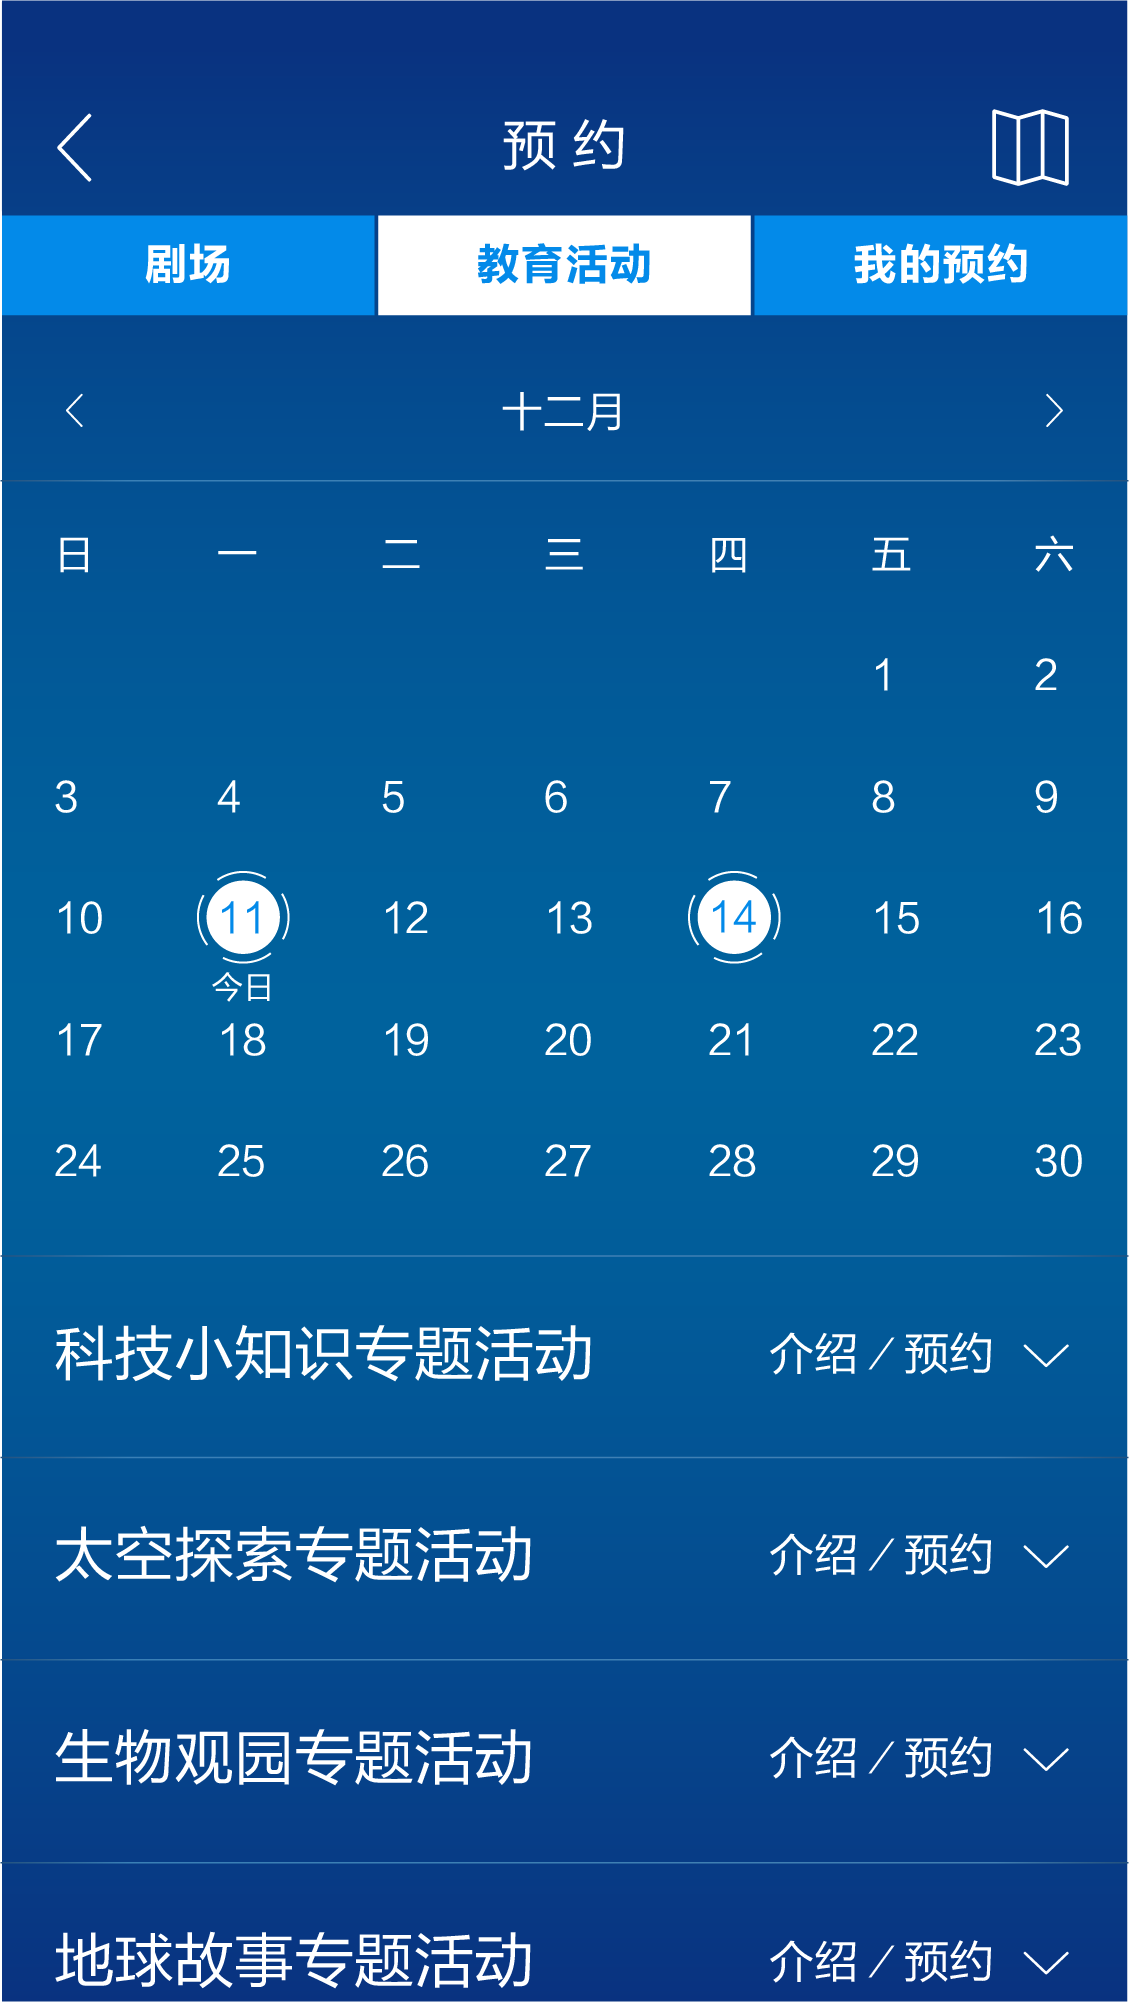 预约
剧场 教育活动 我的预约
十二月
日 一 二 三 四 五 六
1 2
3 4 5 6 7 8 9
10 11 12 13 14 15 16
今日
17 18 19 20 21 22 23
24 25 26 27 28 29 30
科技小知识专题活动 介绍 / 预约
太空探索专题活动 介绍 / 预约
生物观园专题活动 介绍 / 预约
地球故事专题活动 介绍 / 预约